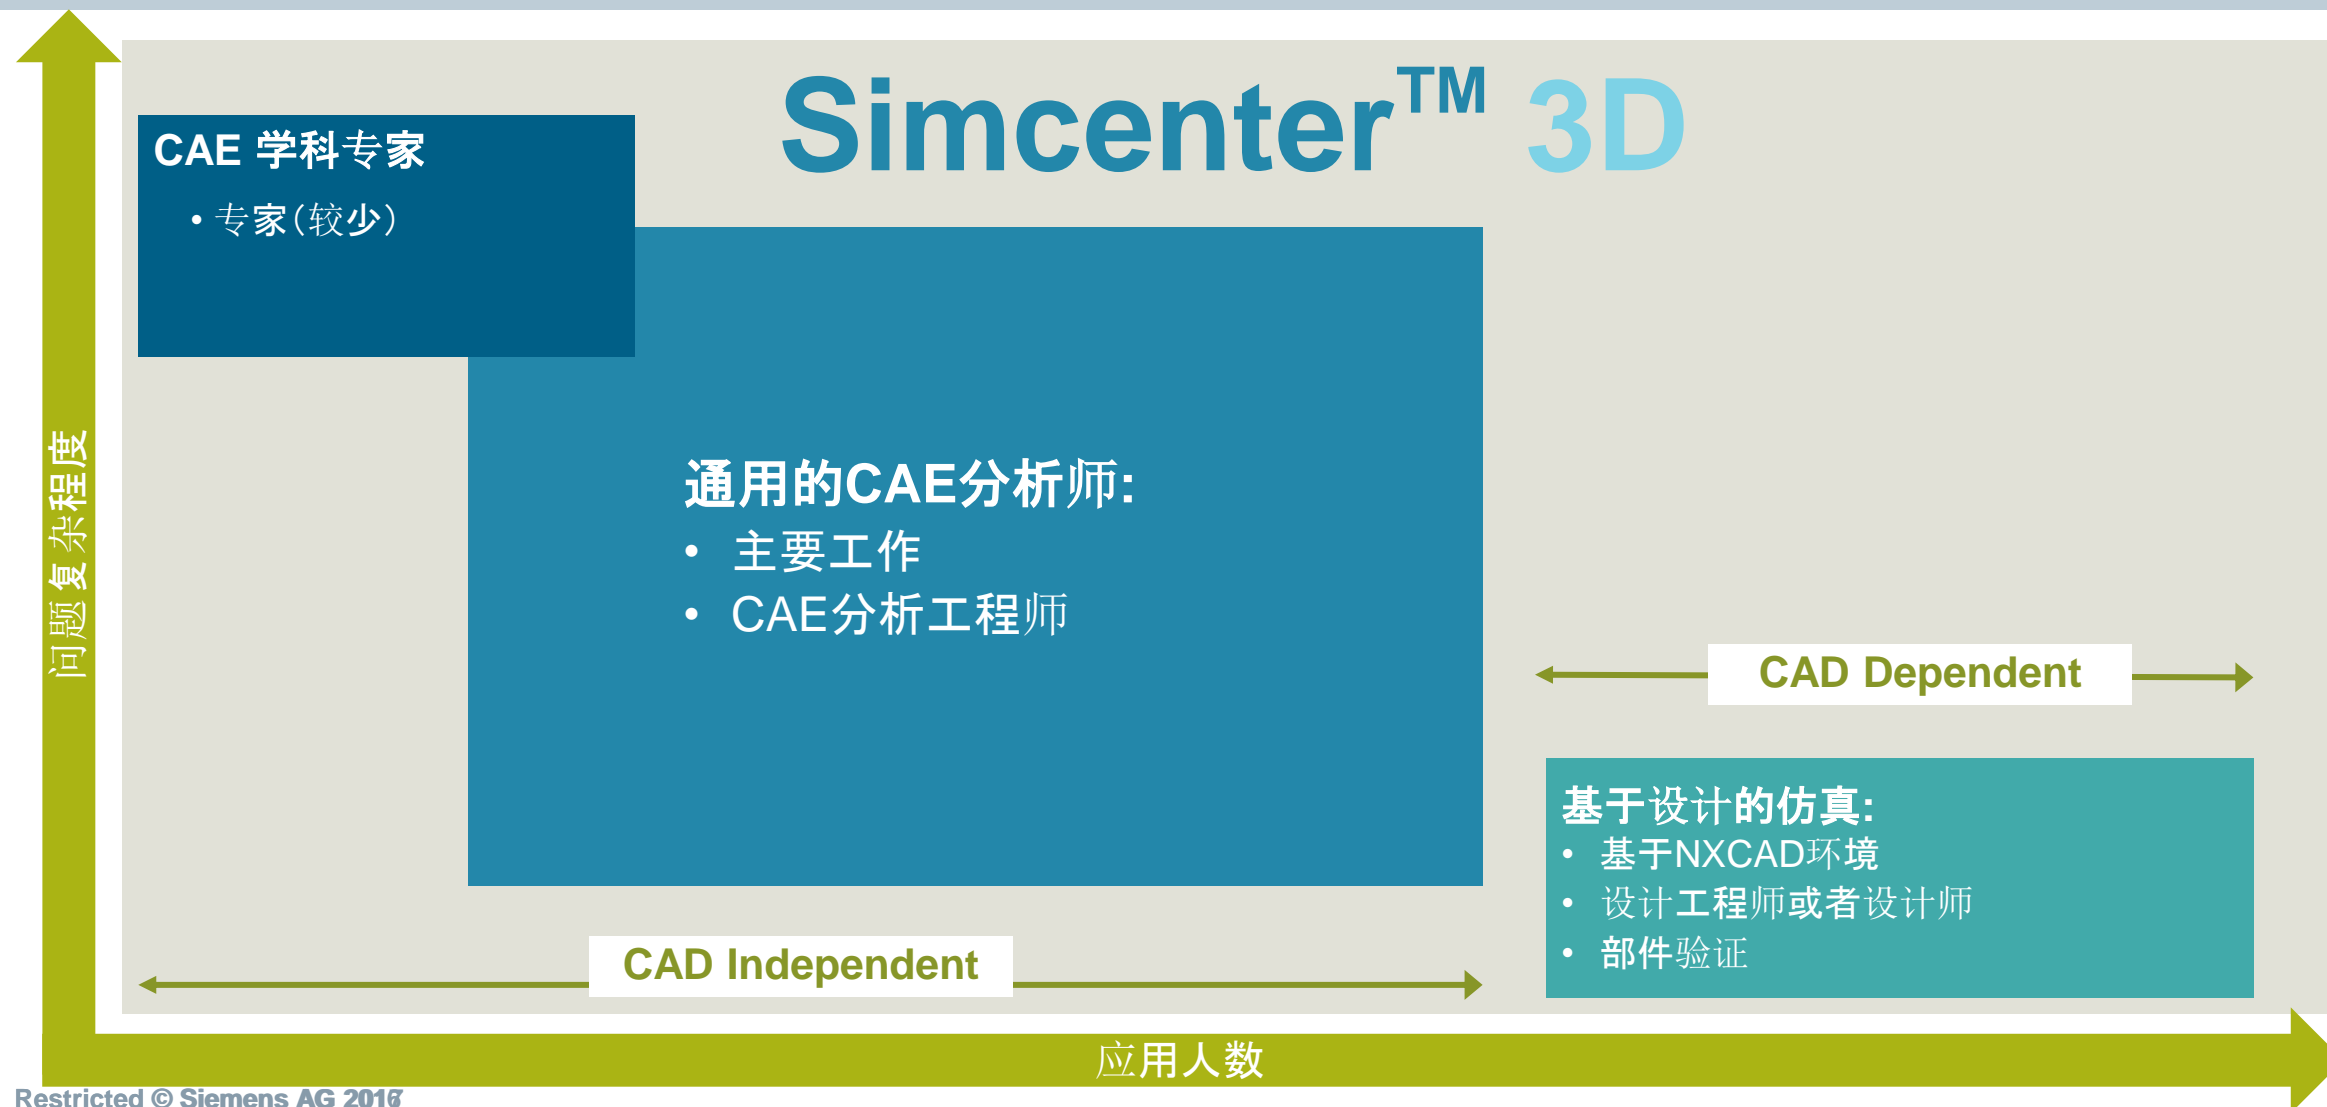 Simcenter™ 3D
CAE 学科专家
• 专家(较少)
通用的CAE分析师:
• 主要工作
• CAE分析工程师
CAD Dependent
基于设计的仿真:
• 基于NXCAD环境
• 设计工程师或者设计师
• 部件验证
CAD Independent
问题复杂程度
应用人数
Restricted © Siemens AG